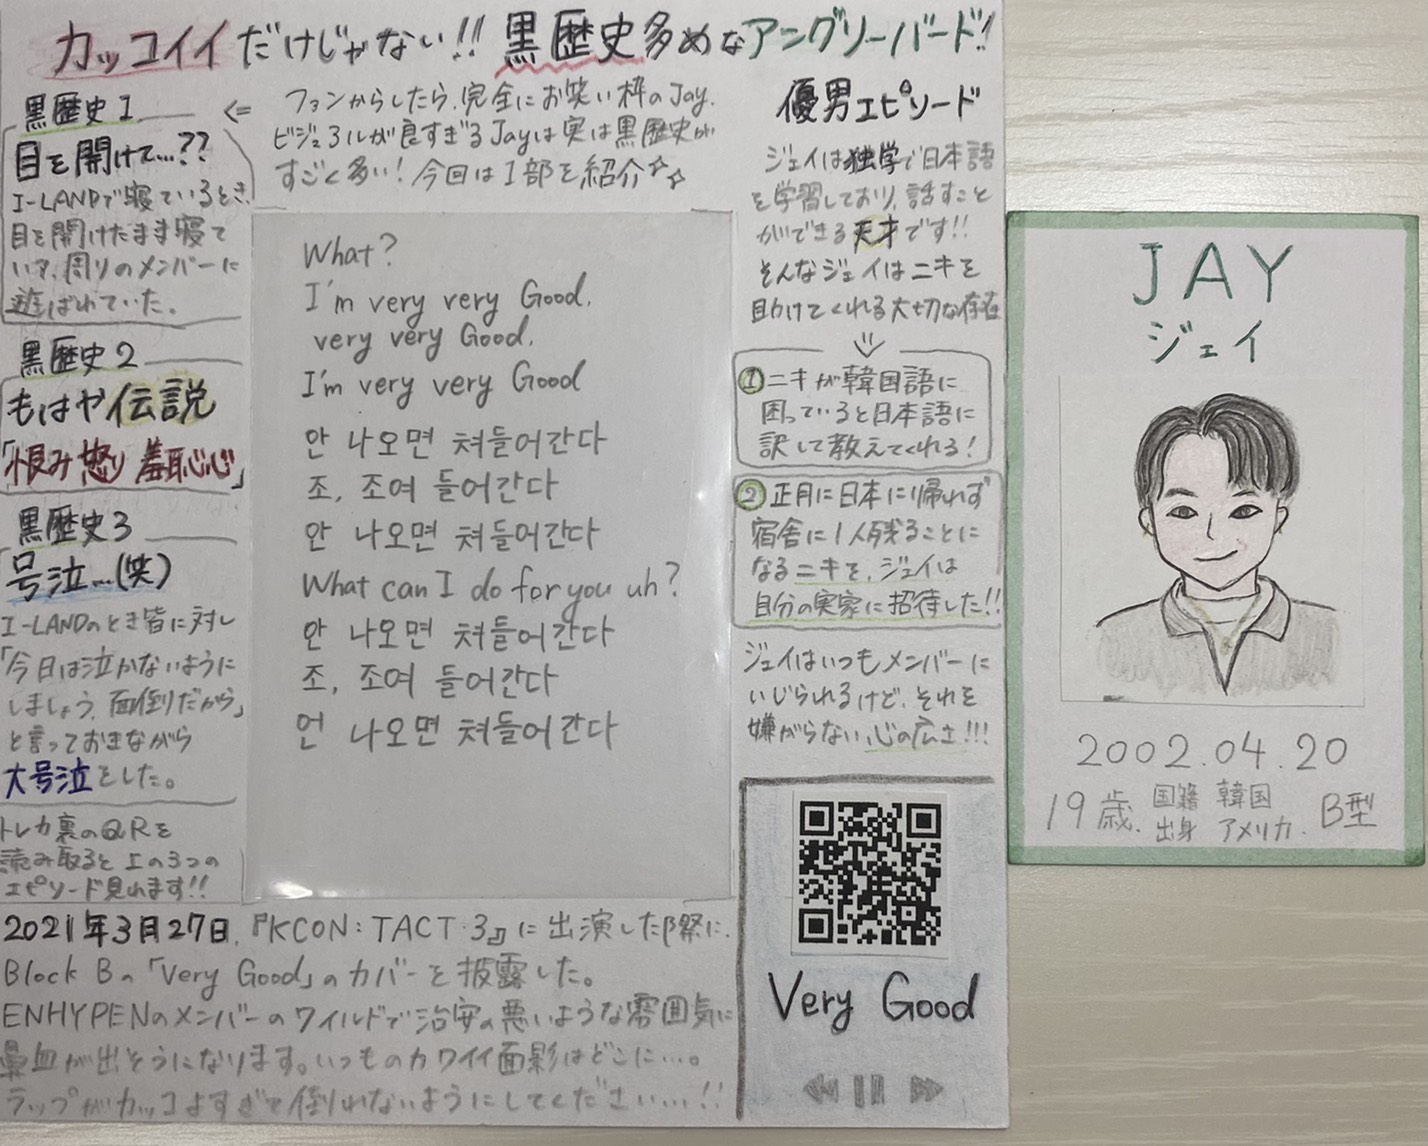 カッコイイだけじゃない!! 黒歴史多めなアングリーバード!!
ファンからしたら、完全にお笑い枠のJay.
ビジュアルが良すぎるJayは実は黒歴史が
すごく多い!今回は1部を紹介☆☆
黒歴史1
目を開けて…??
I-LANDで寝ているとき、
目を開けたまま寝て
いて、周りのメンバーに
遊ばれていた。
黒歴史2
もはや伝説
「恨み 怒り 羞恥心」
黒歴史3
号泣…(笑)
I-LANDのとき皆に対し
「今日は泣かないように
しましょう、面倒だから」
と言っておきながら
大号泣をした。
トレカ裏のQRを
読み取ると上の3つの
エピソード見れます!!
What?
I'm very very Good.
very very Good.
I'm very very Good
안 나오면 쳐들어간다
조, 조여 들어간다
안 나오면 쳐들어간다
What can I do for you uh?
안 나오면 쳐들어간다
조, 조여 들어간다
언 나오면 쳐들어간다
優男エピソード
ジェイは独学で日本語
を学習しており、話すこと
ができる天才です!!
そんなジェイはニキを
助けてくれる大切な存在
①ニキが韓国語に
困っていると日本語に
訳して教えてくれる!
②正月に日本に帰れず
宿舎に1人残ることに
なるニキを、ジェイは
自分の実家に招待した!!
ジェイはいつもメンバーに
いじられるけど、それを
嫌がらない、心の広さ!!!
Very Good
2021年3月27日、『KCON:TACT 3』に出演した際に、
Block Bの「Very Good」のカバーを披露した。
ENHYPENのメンバーのワイルドで治安の悪いような雰囲気に
鼻血が出そうになります。いつものカワイイ面影はどこに…。
ラップがカッコよすぎて倒れないようにしてください…!!
JAY
ジェイ
2002.04.20
19歳. 国籍 韓国 B型
出身 アメリカ.